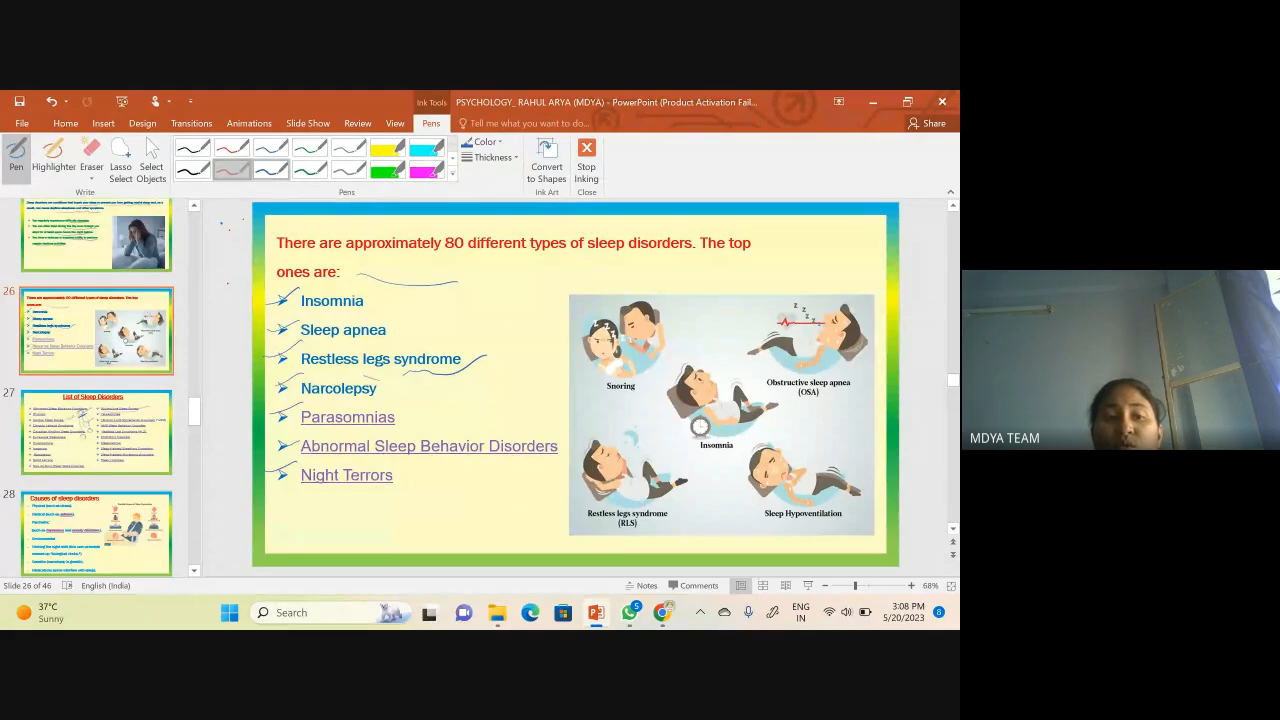 Ink Tools
PSYCHOLOGY_ RAHUL ARYA (MDYA) - PowerPoint (Product Activation Fail...
File Home Insert Design Transitions Animations Slide Show Review View Pens Tell me what you want to do... Share
Pen Highlighter Eraser Lasso Select Select Objects
Color
Thickness
Convert to Shapes
Stop Inking
Write Pens Ink Art Close
There are approximately 80 different types of sleep disorders. The top
ones are:
Insomnia
Sleep apnea
Restless legs syndrome
Narcolepsy
Parasomnias
Abnormal Sleep Behavior Disorders
Night Terrors
z z z z
Snoring
Obstructive sleep apnea
(OSA)
Insomnia
Restless legs syndrome
(RLS)
Sleep Hypoventilation
26
27
List of Sleep Disorders
28
Causes of sleep disorders
MDYA TEAM
Slide 26 of 46 English (India) Notes Comments 68%
37°C
Sunny
Search
5
ENG
IN
3:08 PM
5/20/2023
8